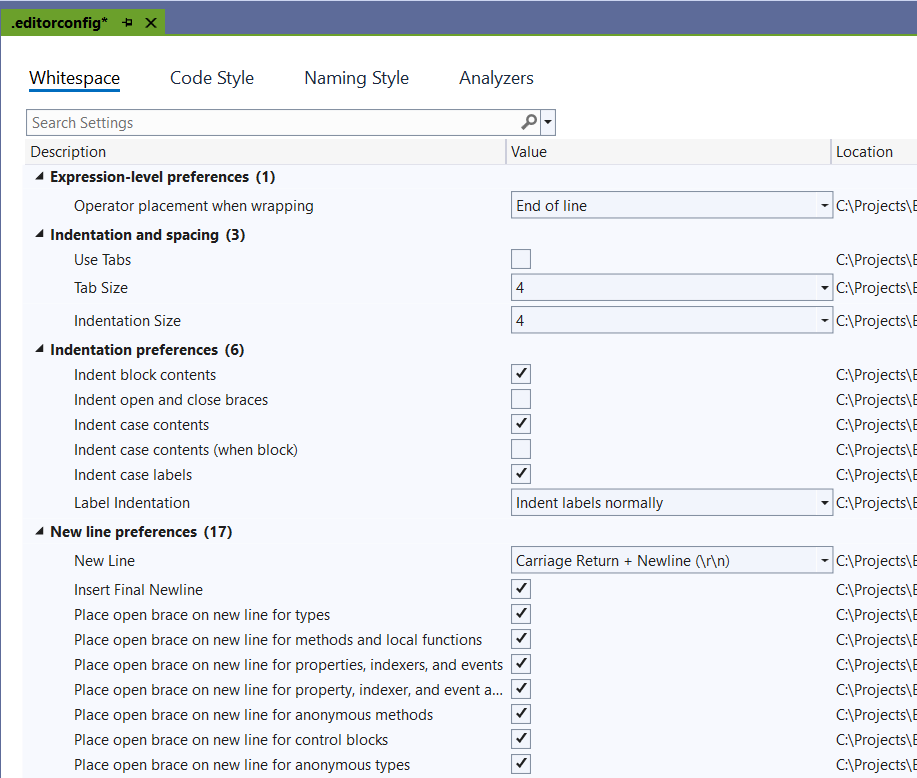 .editorconfig*
Whitespace Code Style Naming Style Analyzers
Search Settings
Description Value Location
Expression-level preferences (1)
Operator placement when wrapping End of line C:\Projects\E
Indentation and spacing (3)
Use Tabs C:\Projects\E
Tab Size 4 C:\Projects\E
Indentation Size 4 C:\Projects\E
Indentation preferences (6)
Indent block contents C:\Projects\E
Indent open and close braces C:\Projects\E
Indent case contents C:\Projects\E
Indent case contents (when block) C:\Projects\E
Indent case labels C:\Projects\E
Label Indentation Indent labels normally C:\Projects\E
New line preferences (17)
New Line Carriage Return + Newline (\r\n) C:\Projects\E
Insert Final Newline C:\Projects\E
Place open brace on new line for types C:\Projects\E
Place open brace on new line for methods and local functions C:\Projects\E
Place open brace on new line for properties, indexers, and events C:\Projects\E
Place open brace on new line for property, indexer, and event a... C:\Projects\E
Place open brace on new line for anonymous methods C:\Projects\E
Place open brace on new line for control blocks C:\Projects\E
Place open brace on new line for anonymous types C:\Projects\E